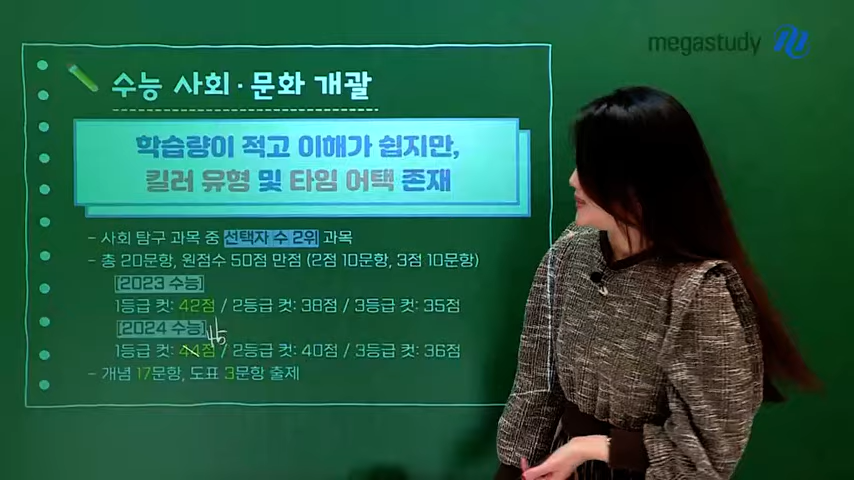 megastudy
수능 사회·문화 개괄
학습량이 적고 이해가 쉽지만,
킬러 유형 및 타임 어택 존재
- 사회 탐구 과목 중 선택자 수 2위 과목
- 총 20문항, 원점수 50점 만점 (2점 10문항, 3점 10문항)
[2023 수능]
1등급 컷: 42점 / 2등급 컷: 38점 / 3등급 컷: 35점
[2024 수능]
45
1등급 컷: 44점 / 2등급 컷: 40점 / 3등급 컷: 36점
- 개념 17문항, 도표 3문항 출제